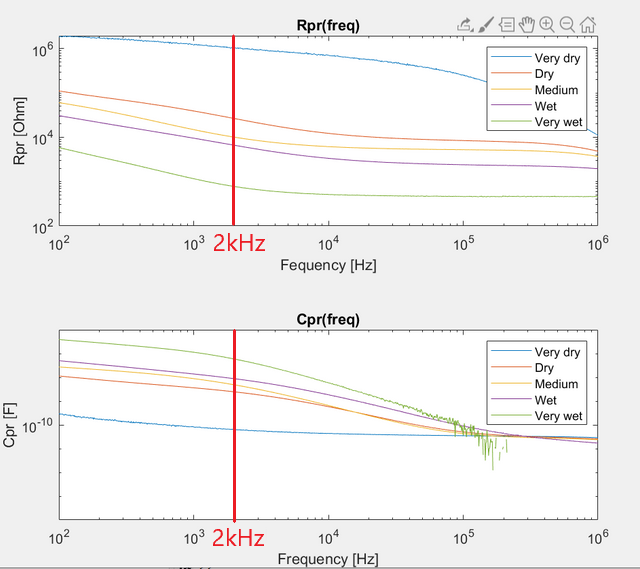 Rpr(freq)
10^6
10^4
10^2
Rpr [Ohm]
Very dry
Dry
Medium
Wet
Very wet
10^2
10^3
2kHz
10^4
10^5
10^6
Fequency [Hz]
Cpr(freq)
10^-10
Cpr [F]
Very dry
Dry
Medium
Wet
Very wet
10^2
10^3
2kHz
10^4
10^5
10^6
Frequency [Hz]